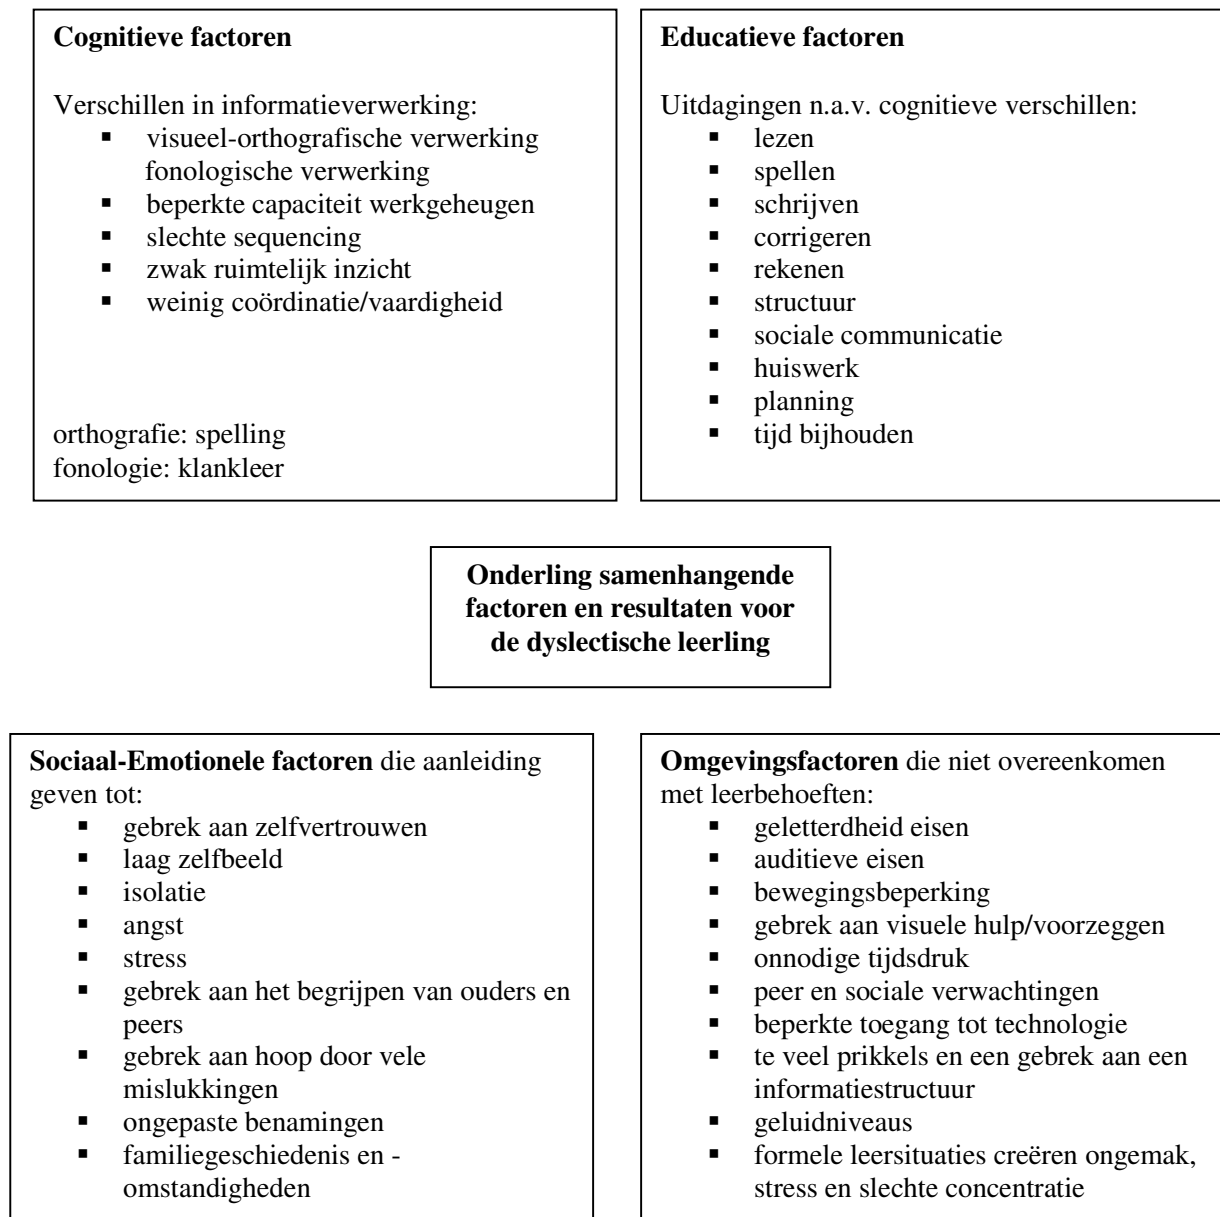 Cognitieve factoren
Verschillen in informatieverwerking:
▪ visueel-orthografische verwerking
fonologische verwerking
▪ beperkte capaciteit werkgeheugen
▪ slechte sequencing
▪ zwak ruimtelijk inzicht
▪ weinig coördinatie/vaardigheid
orthografie: spelling
fonologie: klankleer
Educatieve factoren
Uitdagingen n.a.v. cognitieve verschillen:
▪ lezen
▪ spellen
▪ schrijven
▪ corrigeren
▪ rekenen
▪ structuur
▪ sociale communicatie
▪ huiswerk
▪ planning
▪ tijd bijhouden
Onderling samenhangende
factoren en resultaten voor
de dyslectische leerling
Sociaal-Emotionele factoren die aanleiding
geven tot:
▪ gebrek aan zelfvertrouwen
▪ laag zelfbeeld
▪ isolatie
▪ angst
▪ stress
▪ gebrek aan het begrijpen van ouders en
peers
▪ gebrek aan hoop door vele
mislukkingen
▪ ongepaste benamingen
▪ familiegeschiedenis en -
omstandigheden
Omgevingsfactoren die niet overeenkomen
met leerbehoeften:
▪ geletterdheid eisen
▪ auditieve eisen
▪ bewegingsbeperking
▪ gebrek aan visuele hulp/voorzeggen
▪ onnodige tijdsdruk
▪ peer en sociale verwachtingen
▪ beperkte toegang tot technologie
▪ te veel prikkels en een gebrek aan een
informatiestructuur
▪ geluidniveaus
▪ formele leersituaties creëren ongemak,
stress en slechte concentratie